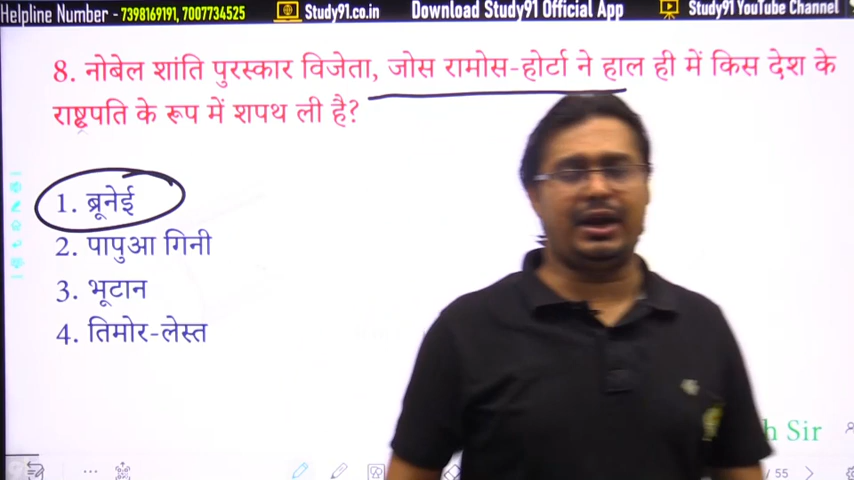 Helpline Number - 7398169191, 7007734525 Study91.co.in Download Study91 Official App Study91 YouTube Channel
8. नोबेल शांति पुरस्कार विजेता, जोस रामोस-होर्टा ने हाल ही में किस देश के
राष्ट्रपति के रूप में शपथ ली है?
1. ब्रूनेई
2. पापुआ गिनी
3. भूटान
4. तिमोर-लेस्त
Sir
/ 55